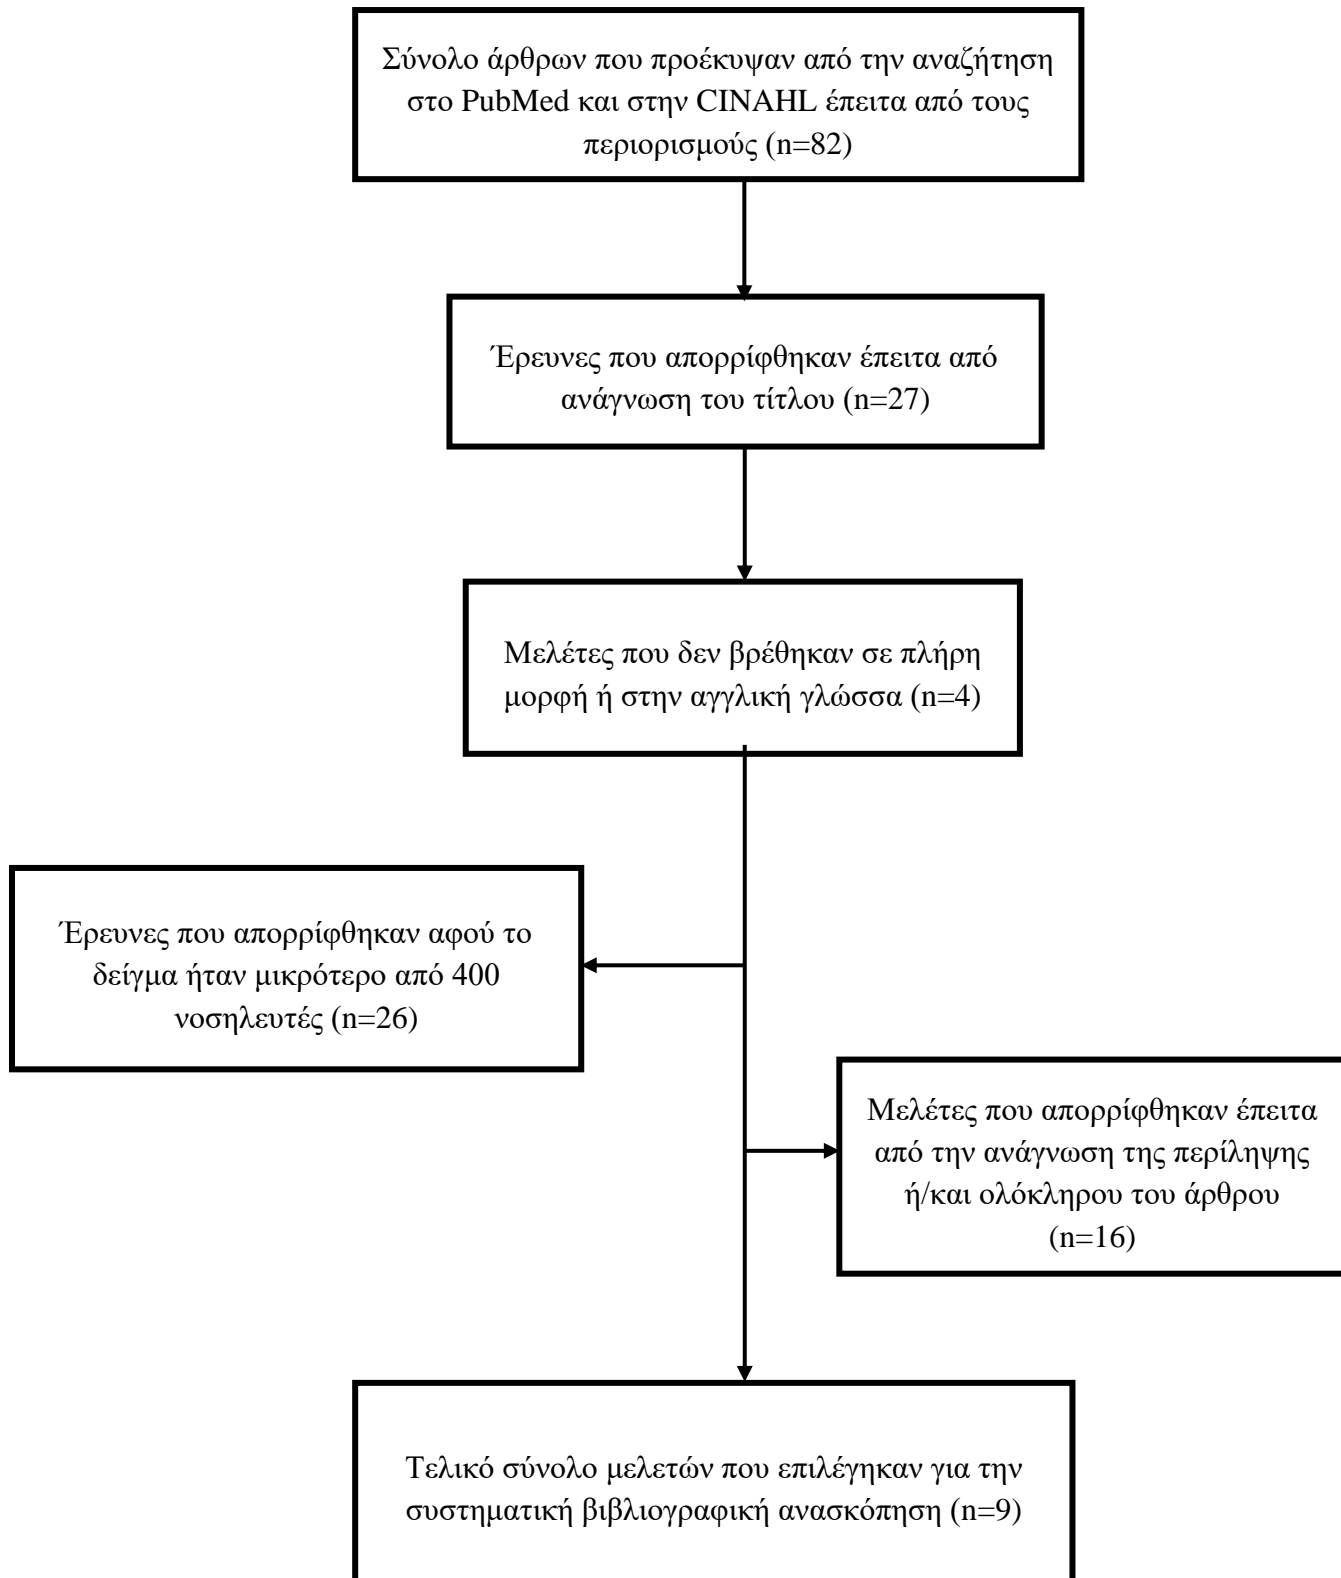 Σύνολο άρθρων που προέκυψαν από την αναζήτηση
στο PubMed και στην CINAHL έπειτα από τους
περιορισμούς (n=82)
Έρευνες που απορρίφθηκαν έπειτα από
ανάγνωση του τίτλου (n=27)
Μελέτες που δεν βρέθηκαν σε πλήρη
μορφή ή στην αγγλική γλώσσα (n=4)
Έρευνες που απορρίφθηκαν αφού το
δείγμα ήταν μικρότερο από 400
νοσηλευτές (n=26)
Μελέτες που απορρίφθηκαν έπειτα
από την ανάγνωση της περίληψης
ή/και ολόκληρου του άρθρου
(n=16)
Τελικό σύνολο μελετών που επιλέγηκαν για την
συστηματική βιβλιογραφική ανασκόπηση (n=9)